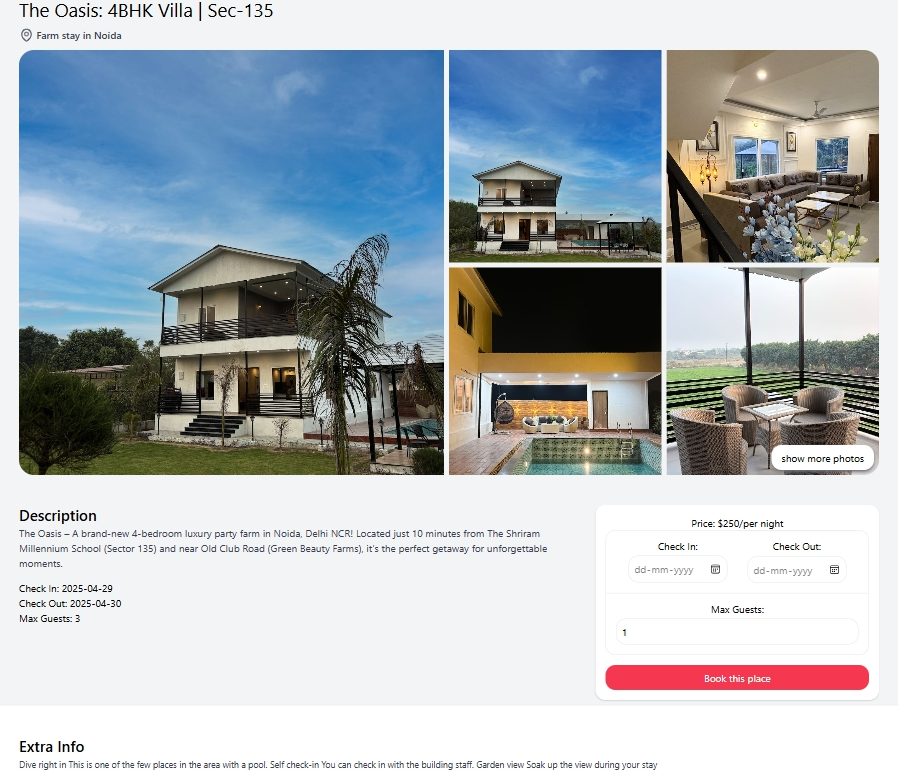 The Oasis: 4BHK Villa | Sec-135
Farm stay in Noida
show more photos
Description
The Oasis – A brand-new 4-bedroom luxury party farm in Noida, Delhi NCR! Located just 10 minutes from The Shriram
Millennium School (Sector 135) and near Old Club Road (Green Beauty Farms), it's the perfect getaway for unforgettable
moments.
Check In: 2025-04-29
Check Out: 2025-04-30
Max Guests: 3
Price: $250/per night
Check In:
Check Out:
dd-mm-yyyy
dd-mm-yyyy
Max Guests:
1
Book this place
Extra Info
Dive right in This is one of the few places in the area with a pool. Self check-in You can check in with the building staff. Garden view Soak up the view during your stay